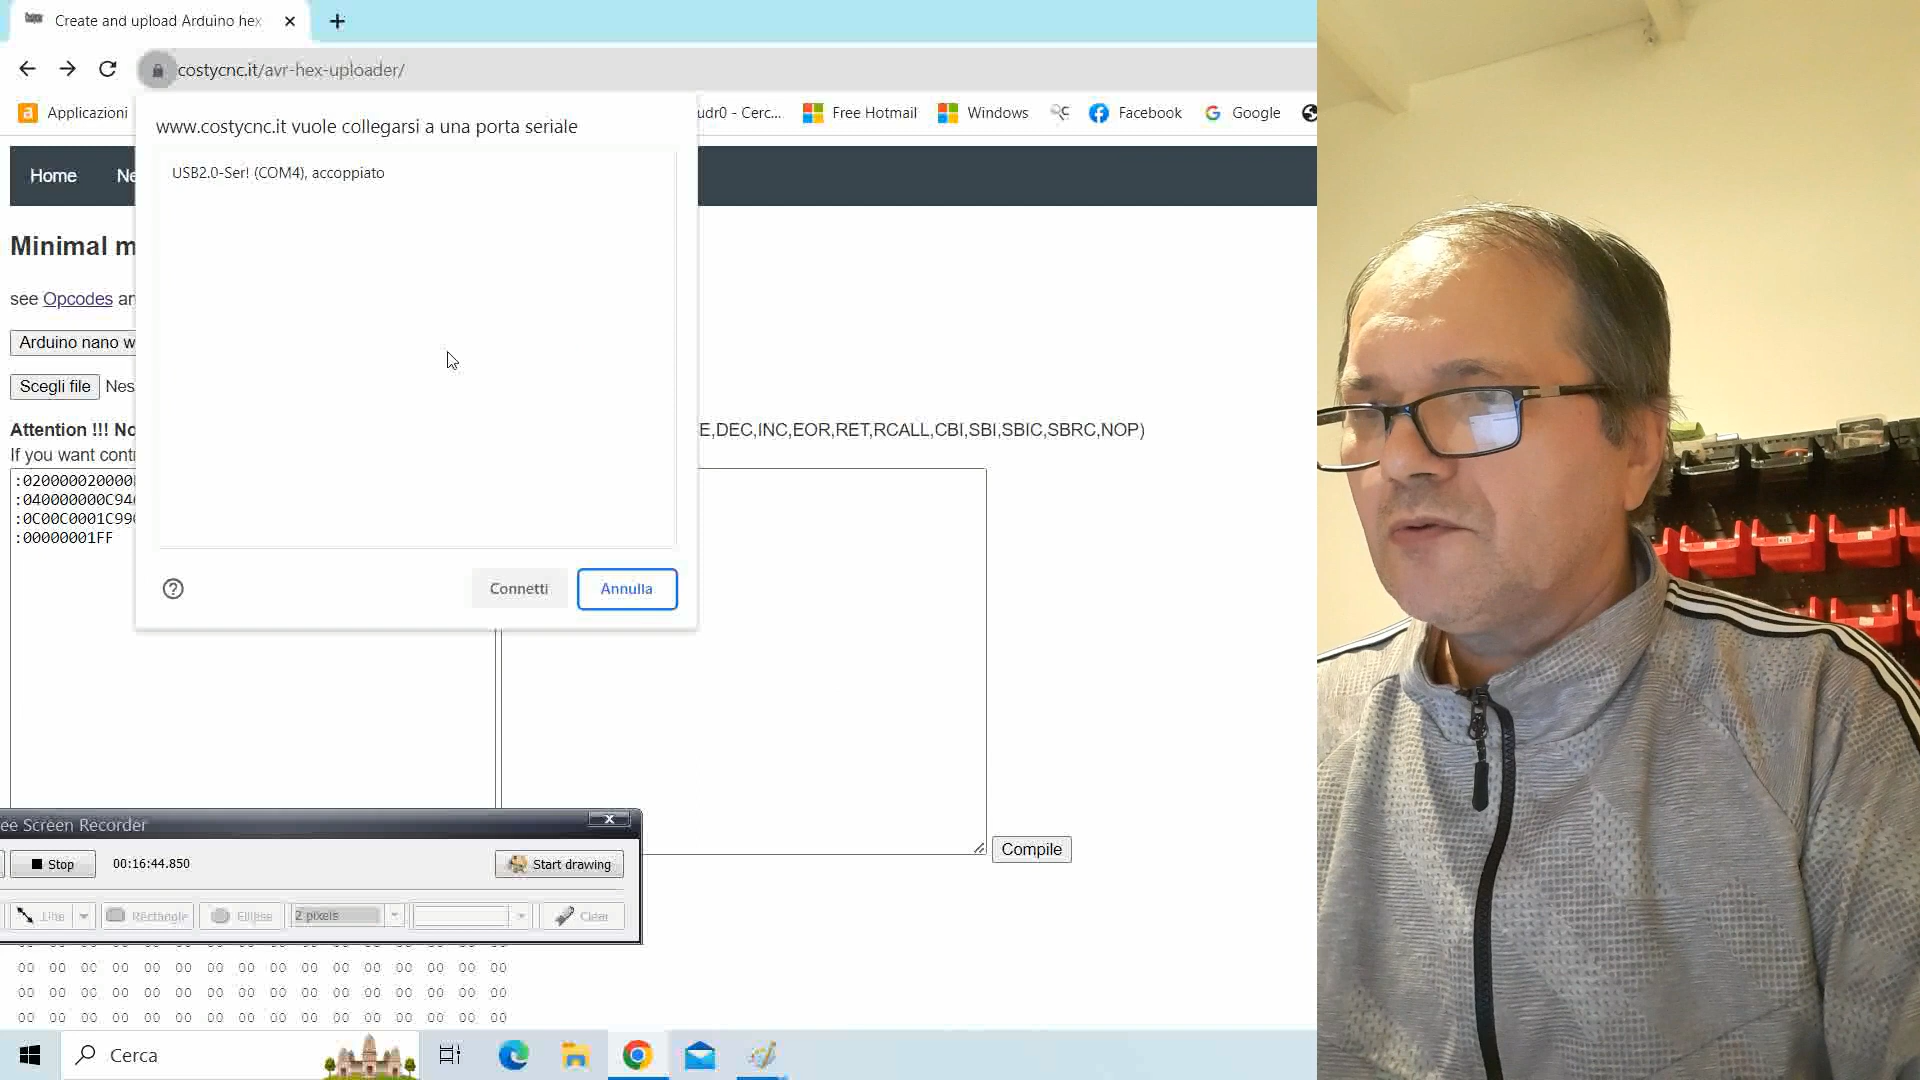 Create and upload Arduino hex
costycnc.it/avr-hex-uploader/
Applicazioni
udr0 - Cerc...
Free Hotmail
Windows
Facebook
Google
www.costycnc.it vuole collegarsi a una porta seriale
USB2.0-Ser! (COM4), accoppiato
Connetti
Annulla
Home
Ne
Minimal m
see Opcodes an
Arduino nano w
Scegli file
Nes
Attention !!! No
E,DEC,INC,EOR,RET,RCALL,CBI,SBI,SBIC,SBRC,NOP)
If you want cont
:020000020000
:040000000C94
:0C00C0001C99
:00000001FF
Compile
ee Screen Recorder
x
Stop
00:16:44.850
Start drawing
Line
Rectangle
Ellipse
2 pixels
Clear
00 00 00 00 00 00 00 00 00 00 00 00 00 00 00 00
00 00 00 00 00 00 00 00 00 00 00 00 00 00 00 00
00 00 00 00 00 00 00 00 00 00 00 00 00 00 00 00
Cerca